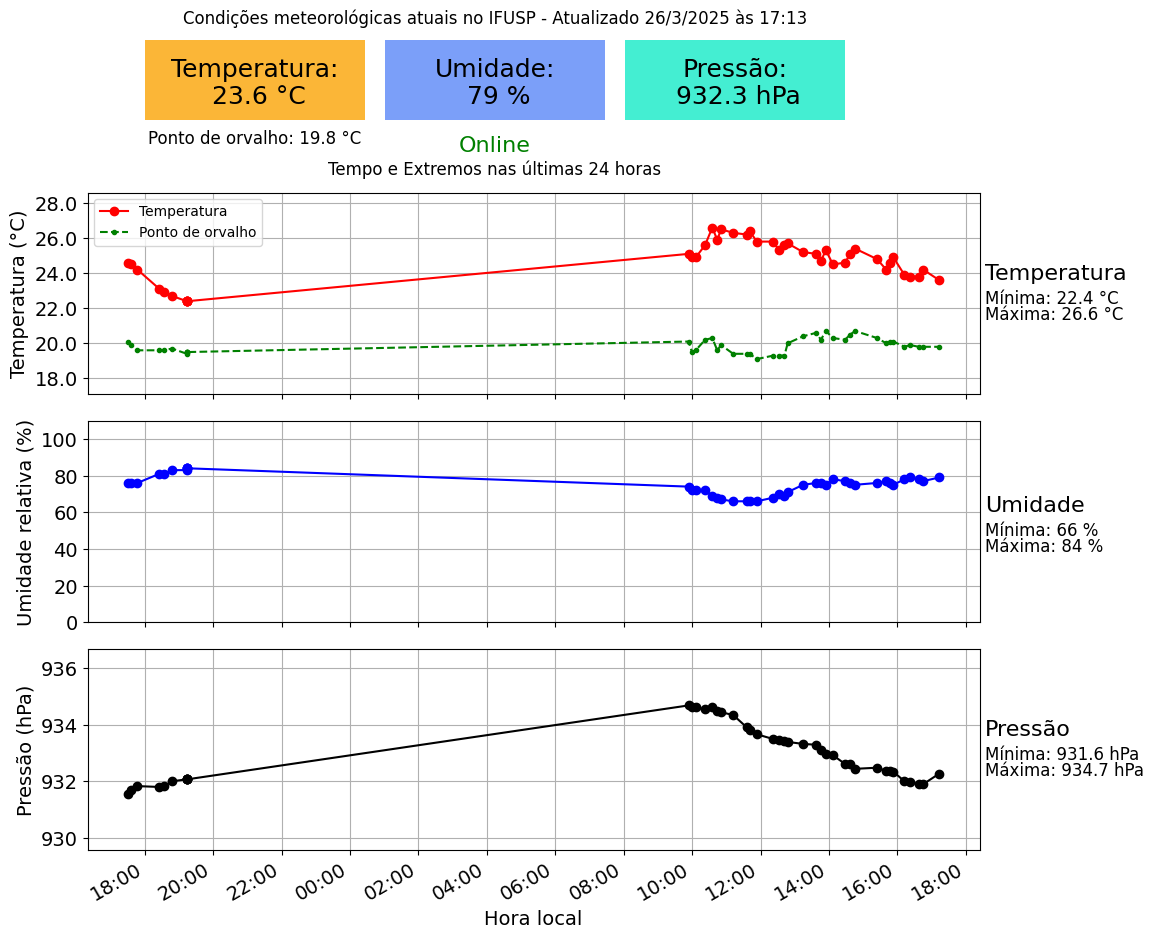 Condições meteorológicas atuais no IFUSP - Atualizado 26/3/2025 às 17:13
Temperatura:
23.6 °C
Umidade:
79 %
Pressão:
932.3 hPa
Ponto de orvalho: 19.8 °C
Online
Tempo e Extremos nas últimas 24 horas
Temperatura (°C)
28.0
26.0
24.0
22.0
20.0
18.0
Temperatura
Ponto de orvalho
Temperatura
Mínima: 22.4 °C
Máxima: 26.6 °C
Umidade relativa (%)
100
80
60
40
20
0
Umidade
Mínima: 66 %
Máxima: 84 %
Pressão (hPa)
936
934
932
930
Pressão
Mínima: 931.6 hPa
Máxima: 934.7 hPa
18:00 20:00 22:00 00:00 02:00 04:00 06:00 08:00 10:00 12:00 14:00 16:00 18:00
Hora local